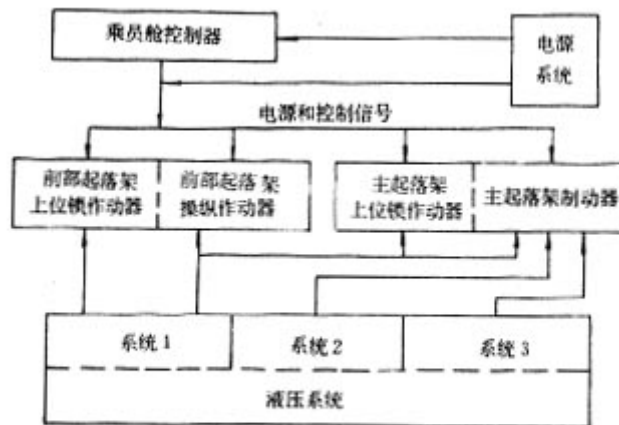 乘员舱控制器
电源
系统
电源和控制信号
前部起落架
上位锁作动器
前部起落架
操纵作动器
主起落架
上位锁作动器
主起落架制动器
系统1
系统2
系统3
液压系统